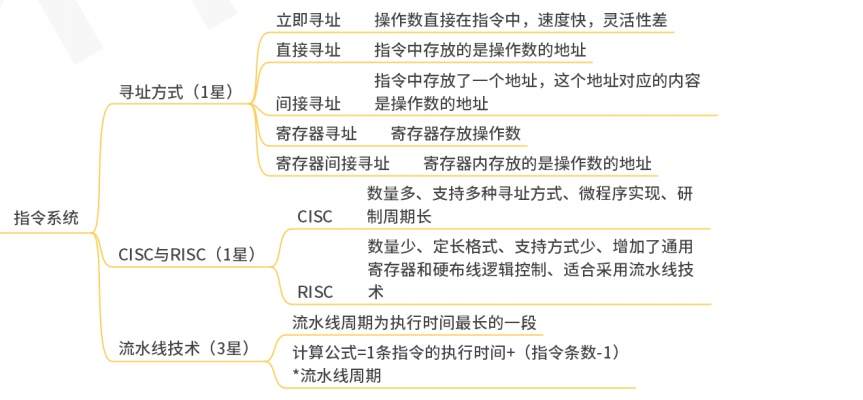 立即寻址 操作数直接在指令中，速度快，灵活性差
直接寻址 指令中存放的是操作数的地址
寻址方式（1星）
间接寻址 指令中存放了一个地址，这个地址对应的内容
是操作数的地址
寄存器寻址 寄存器存放操作数
寄存器间接寻址 寄存器内存放的是操作数的地址
指令系统
CISC与RISC（1星）
CISC 数量多、支持多种寻址方式、微程序实现、研
制周期长
RISC 数量少、定长格式、支持方式少、增加了通用
寄存器和硬布线逻辑控制、适合采用流水线技
术
流水线技术（3星）
流水线周期为执行时间最长的一段
计算公式=1条指令的执行时间+（指令条数-1）
*流水线周期